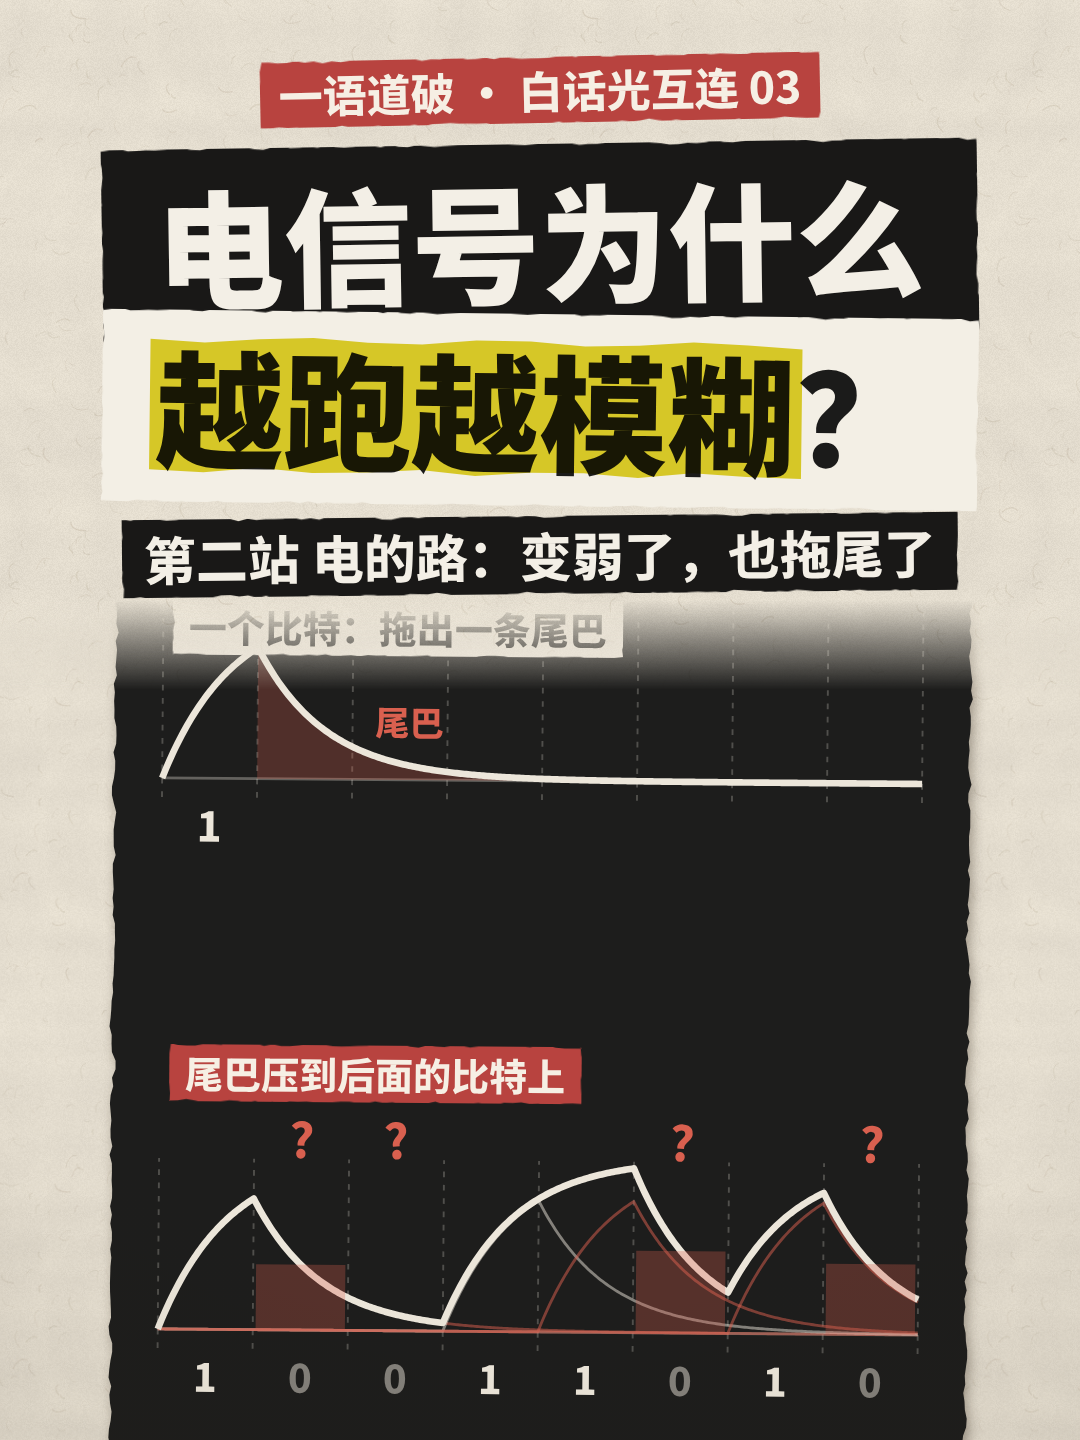 一语道破 · 白话光互连 03
电信号为什么
越跑越模糊？
第二站 电的路：变弱了，也拖尾了
一个比特：拖出一条尾巴
尾巴
1
尾巴压到后面的比特上
? ? ? ?
1 0 0 1 1 0 1 0